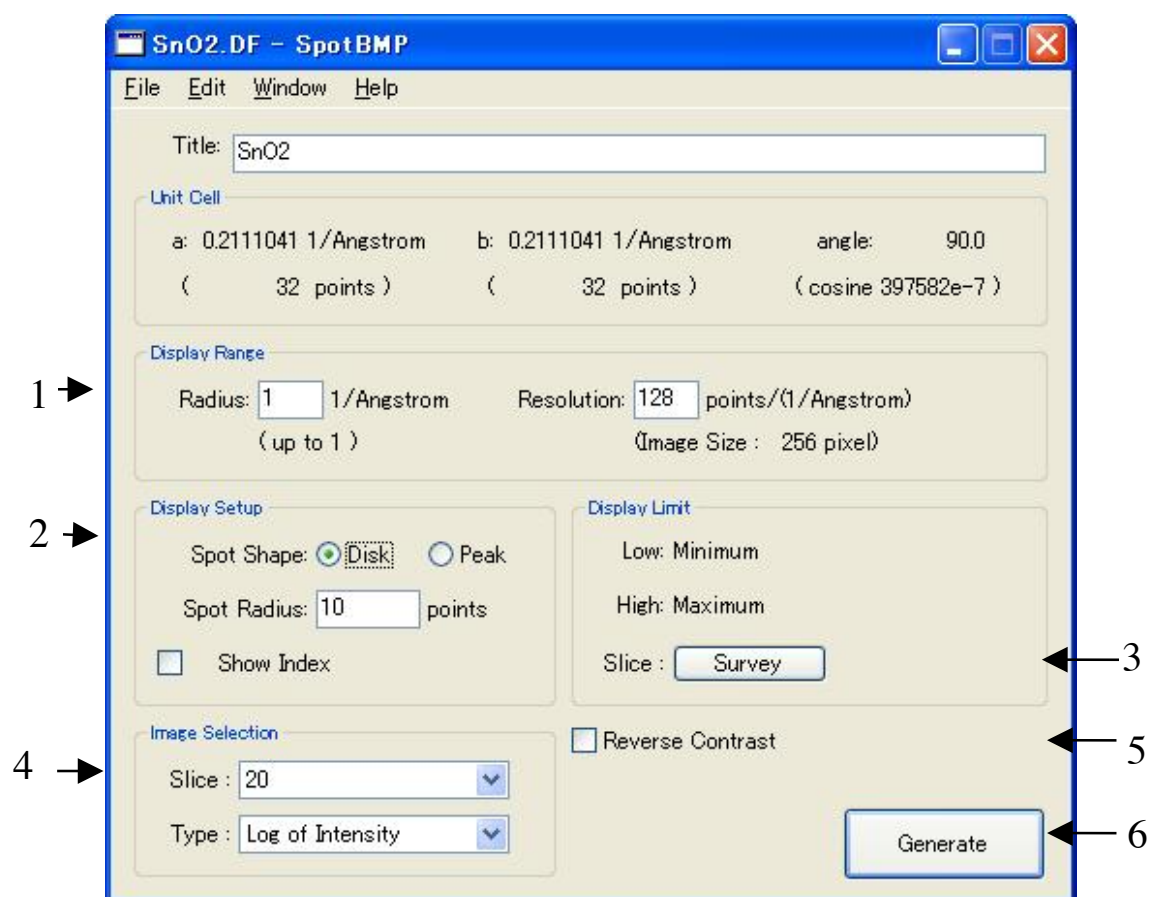 SnO2.DF - SpotBMP
File Edit Window Help
Title: SnO2
Unit Cell
a: 0.2111041 1/Angstrom b: 0.2111041 1/Angstrom angle: 90.0
( 32 points ) ( 32 points ) ( cosine 397582e-7 )
Display Range
1
Radius: 1 1/Angstrom Resolution: 128 points/(1/Angstrom)
( up to 1 ) (Image Size : 256 pixel)
Display Setup Display Limit
2
Spot Shape: Disk Peak Low: Minimum
Spot Radius: 10 points High: Maximum
Show Index Slice : Survey 3
Image Selection Reverse Contrast 5
4
Slice : 20
Type : Log of Intensity Generate 6